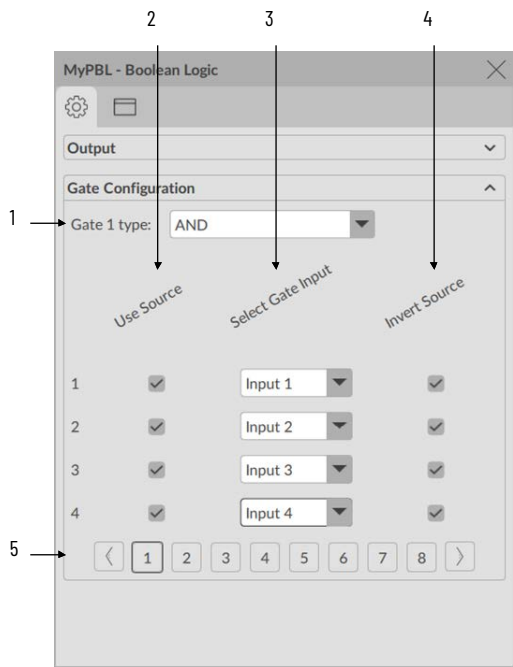 2 3 4
MyPBL - Boolean Logic
Output
Gate Configuration
1 Gate 1 type: AND
Use Source Select Gate Input Invert Source
1 Input 1
2 Input 2
3 Input 3
4 Input 4
5 1 2 3 4 5 6 7 8